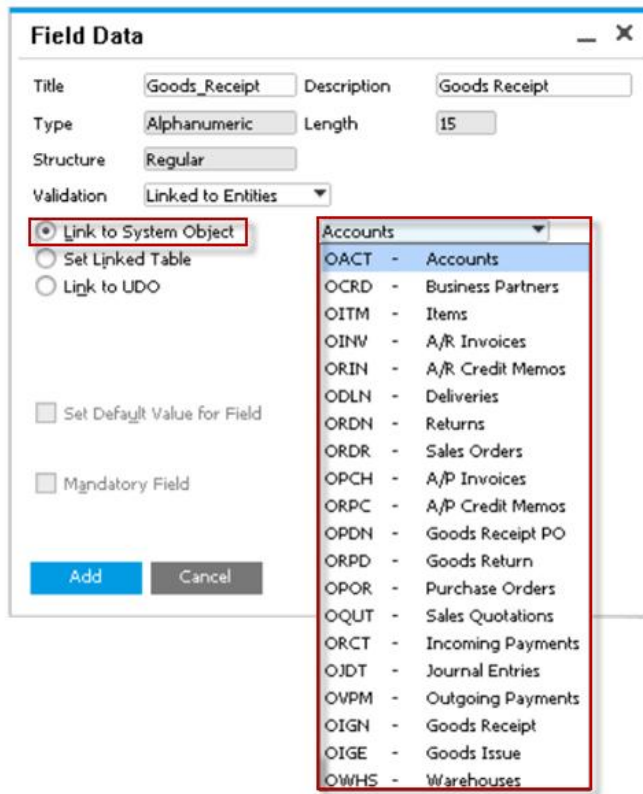 Field Data
Title Goods_Receipt Description Goods Receipt
Type Alphanumeric Length 15
Structure Regular
Validation Linked to Entities
Link to System Object Accounts
Set Linked Table
Link to UDO
OACT - Accounts
OCRD - Business Partners
OITM - Items
OINV - A/R Invoices
ORIN - A/R Credit Memos
ODLN - Deliveries
ORDN - Returns
ORDR - Sales Orders
OPCH - A/P Invoices
ORPC - A/P Credit Memos
OPDN - Goods Receipt PO
ORPD - Goods Return
OPOR - Purchase Orders
OQUT - Sales Quotations
ORCT - Incoming Payments
OJDT - Journal Entries
OVPM - Outgoing Payments
OIGN - Goods Receipt
OIGE - Goods Issue
OWHS - Warehouses
Set Default Value for Field
Mandatory Field
Add Cancel